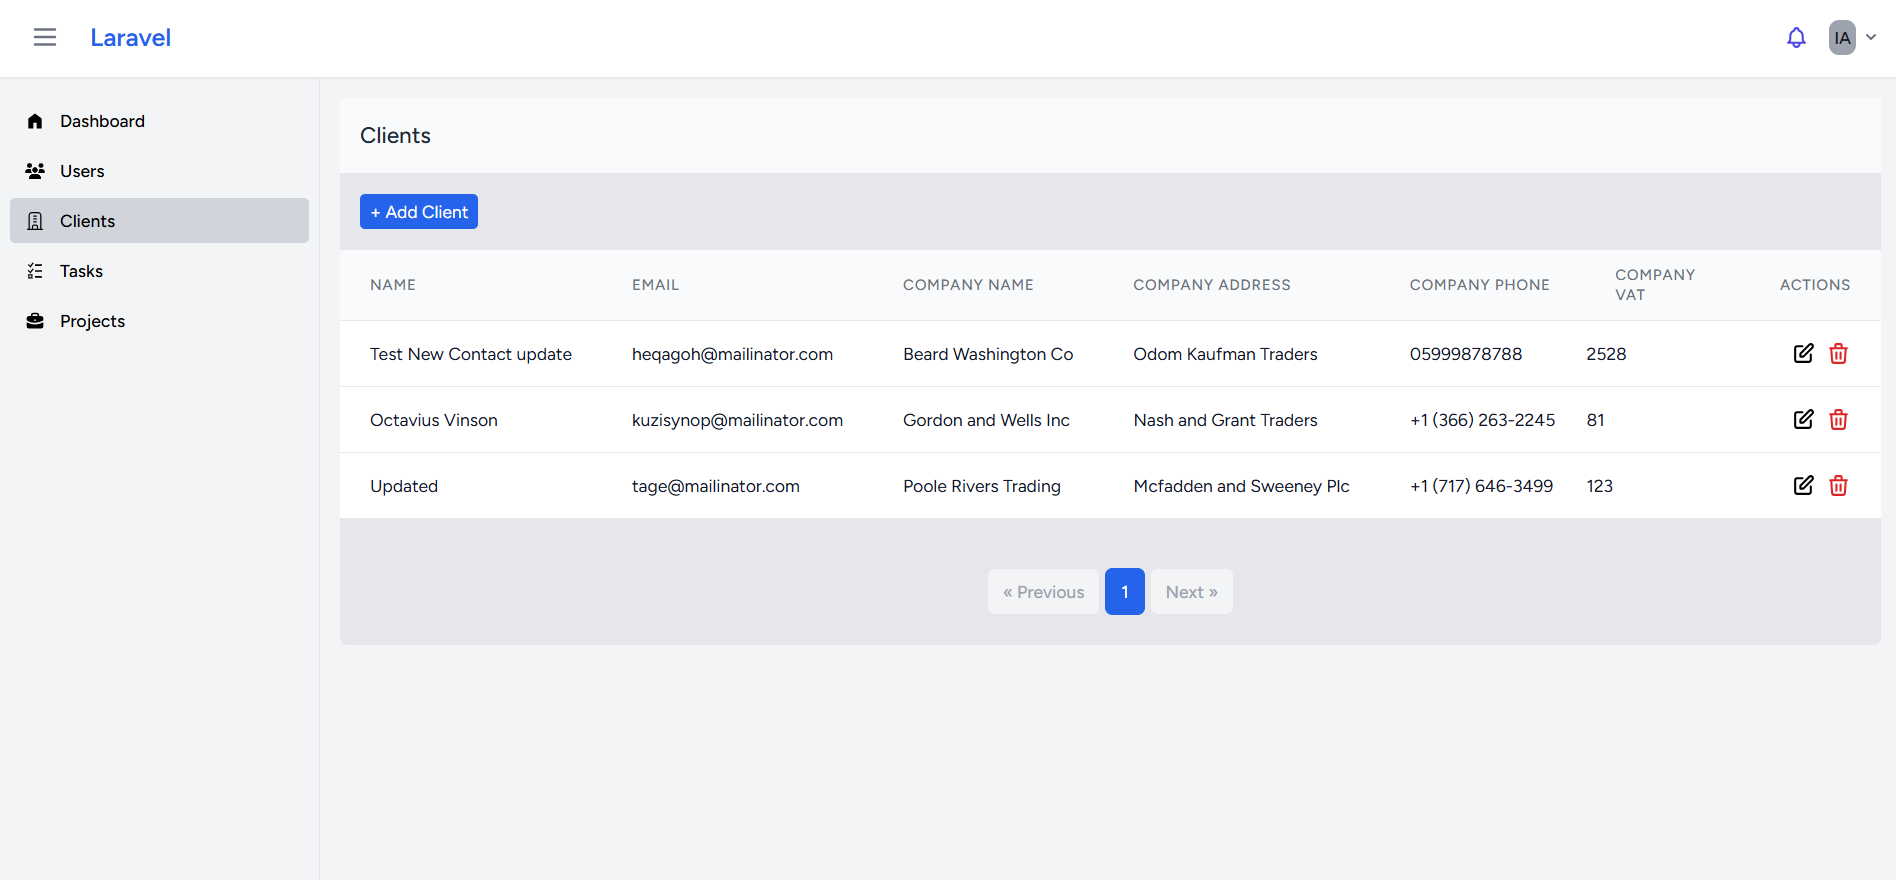 Laravel
IA
Dashboard
Users
Clients
Tasks
Projects
Clients
+ Add Client
NAME EMAIL COMPANY NAME COMPANY ADDRESS COMPANY PHONE COMPANY VAT ACTIONS
Test New Contact update heqagoh@mailinator.com Beard Washington Co Odom Kaufman Traders 05999878788 2528
Octavius Vinson kuzisynop@mailinator.com Gordon and Wells Inc Nash and Grant Traders +1 (366) 263-2245 81
Updated tage@mailinator.com Poole Rivers Trading Mcfadden and Sweeney Plc +1 (717) 646-3499 123
« Previous 1 Next »